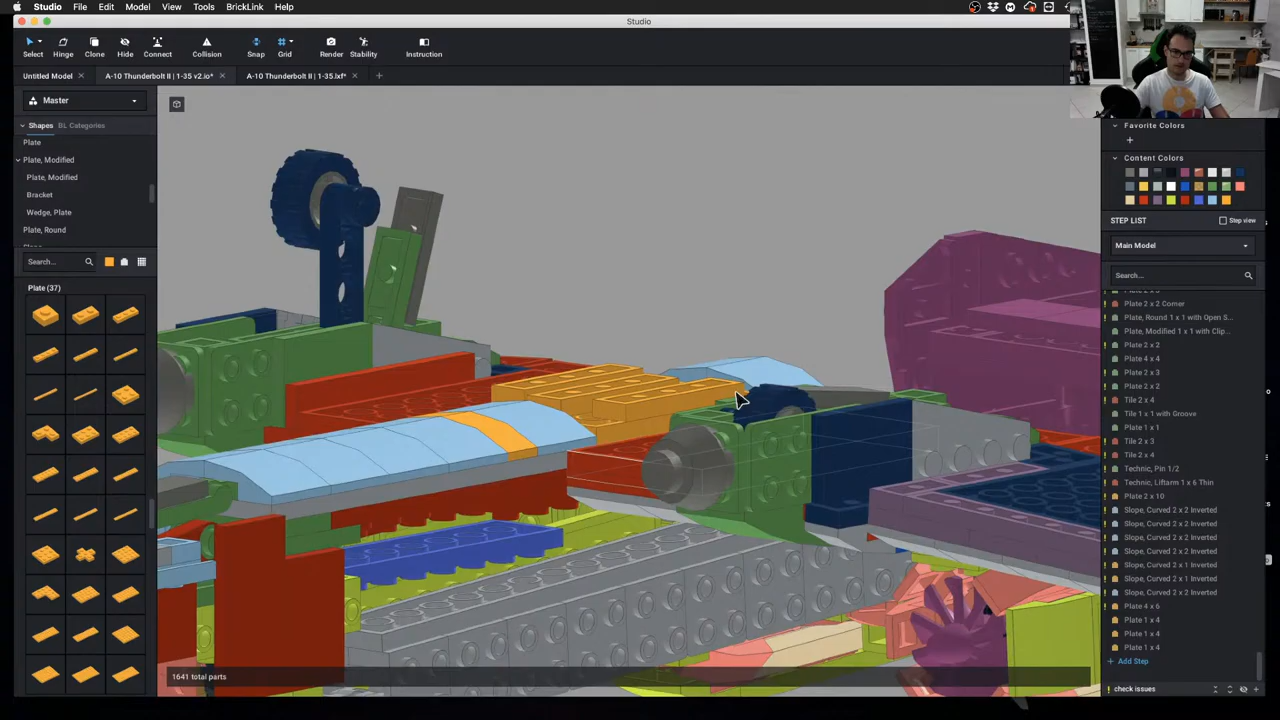 Studio File Edit Model View Tools BrickLink Help
Studio
Select Hinge Clone Hide Connect Collision Snap Grid Render Stability Instruction
Untitled Model A-10 Thunderbolt II | 1-35 v2.io* A-10 Thunderbolt II | 1-35.lxf*
Master
Shapes BL Categories
Plate
Plate, Modified
Plate, Modified
Bracket
Wedge, Plate
Plate, Round
Search...
Plate (37)
1641 total parts
Favorite Colors
Content Colors
STEP LIST Step view
Main Model
Search...
Plate 2 x 2 Corner
Plate, Round 1 x 1 with Open S...
Plate, Modified 1 x 1 with Clip...
Plate 2 x 2
Plate 4 x 4
Plate 2 x 3
Plate 2 x 2
Tile 2 x 4
Tile 1 x 1 with Groove
Plate 1 x 1
Tile 2 x 3
Tile 2 x 4
Technic, Pin 1/2
Technic, Liftarm 1 x 6 Thin
Plate 2 x 10
Slope, Curved 2 x 2 Inverted
Slope, Curved 2 x 2 Inverted
Slope, Curved 2 x 2 Inverted
Slope, Curved 2 x 2 Inverted
Slope, Curved 2 x 1 Inverted
Slope, Curved 2 x 1 Inverted
Slope, Curved 2 x 2 Inverted
Plate 4 x 6
Plate 1 x 4
Plate 1 x 4
Plate 1 x 4
Add Step
check issues